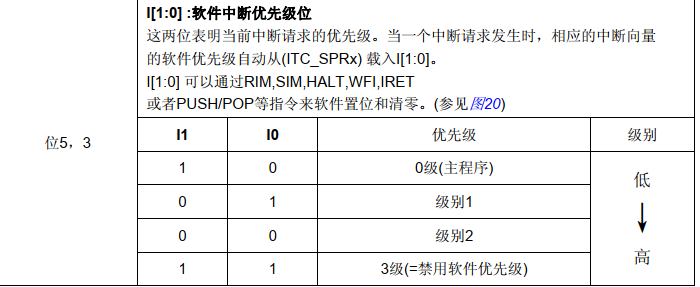 I[1:0] :软件中断优先级位
这两位表明当前中断请求的优先级。当一个中断请求发生时，相应的中断向量
的软件优先级自动从(ITC_SPRx) 载入I[1:0]。
I[1:0] 可以通过RIM,SIM,HALT,WFI,IRET
或者PUSH/POP等指令来软件置位和清零。(参见图20)
位5，3
I1 I0 优先级 级别
1 0 0级(主程序)
0 1 级别1
0 0 级别2
1 1 3级(=禁用软件优先级)
低
高